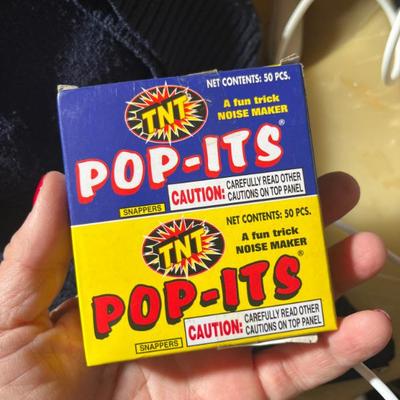 NET CONTENTS: 50 PCS.
TNT
A fun trick
NOISE MAKER
POP-ITS®
SNAPPERS
CAUTION: CAREFULLY READ OTHER
CAUTIONS ON TOP PANEL
NET CONTENTS: 50 PCS.
TNT
A fun trick
NOISE MAKER
POP-ITS®
SNAPPERS
CAUTION: CAREFULLY READ OTHER
CAUTIONS ON TOP PANEL